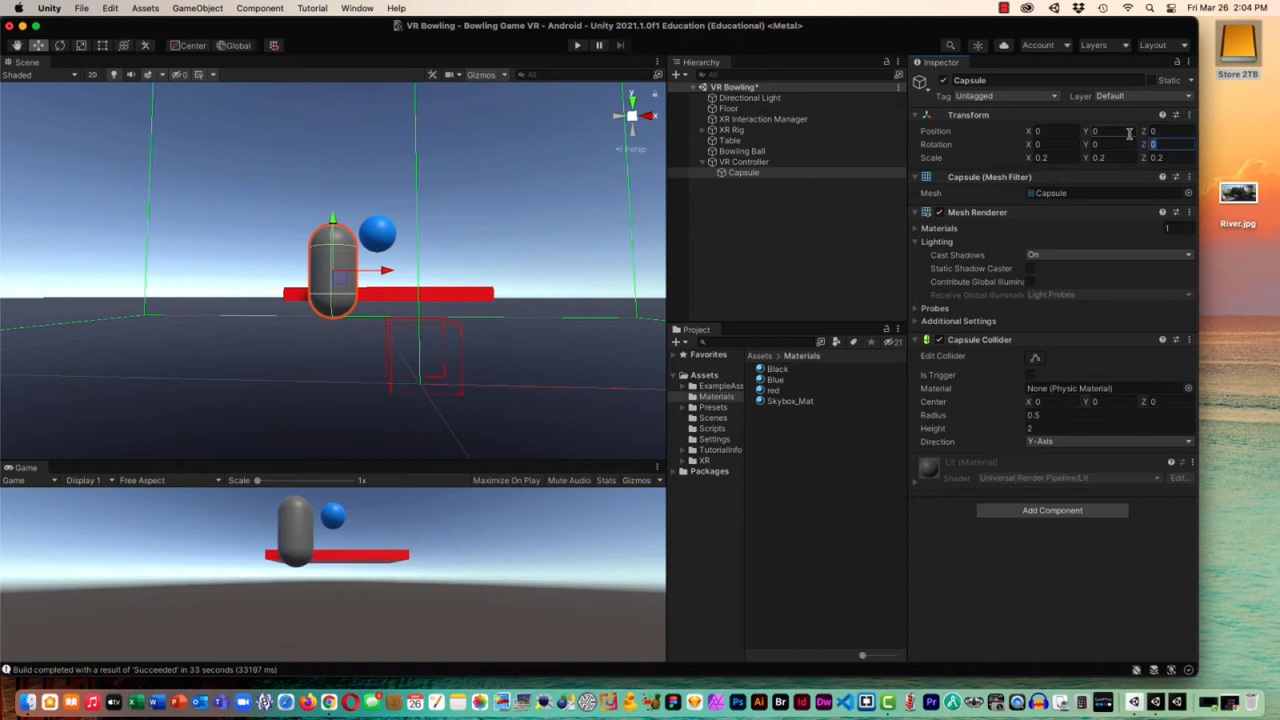 Unity File Edit Assets GameObject Component Tutorial Window Help
Fri Mar 26 2:04 PM
VR Bowling - Bowling Game VR - Android - Unity 2021.1.0f1 Education (Educational) <Metal>
Center Global
Account Layers Layout
Scene
Shaded 2D 0 Gizmos All
y
x
Persp
Game
Game Display 1 Free Aspect Scale 1x Maximize On Play Mute Audio Stats Gizmos
Hierarchy
All
VR Bowling*
Directional Light
Floor
XR Interaction Manager
XR Rig
Table
Bowling Ball
VR Controller
Capsule
Project
21
Favorites
Assets
ExampleAss
Materials
Presets
Scenes
Scripts
Settings
TutorialInfo
XR
Packages
Assets > Materials
Black
Blue
red
Skybox_Mat
Inspector
Capsule Static
Tag Untagged Layer Default
Transform
Position X 0 Y 0 Z 0
Rotation X 0 Y 0 Z 0
Scale X 0.2 Y 0.2 Z 0.2
Capsule (Mesh Filter)
Mesh Capsule
Mesh Renderer
Materials 1
Lighting
Cast Shadows On
Static Shadow Caster
Contribute Global Illumina
Receive Global Illuminati Light Probes
Probes
Additional Settings
Capsule Collider
Edit Collider
Is Trigger
Material None (Physic Material)
Center X 0 Y 0 Z 0
Radius 0.5
Height 2
Direction Y-Axis
Lit (Material)
Shader Universal Render Pipeline/Lit Edit...
Add Component
Store 2TB
River.jpg
Build completed with a result of 'Succeeded' in 33 seconds (33197 ms)